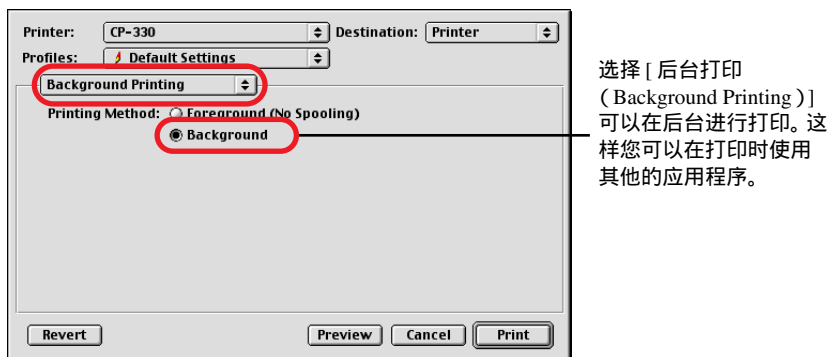 Printer: CP-330 Destination: Printer
Profiles: Default Settings
Background Printing
Printing Method: Foreground (No Spooling)
Background
Revert Preview Cancel Print
选择 [ 后台打印
( Background Printing ) ]
可以在后台进行打印。这
样您可以在打印时使用
其他的应用程序。